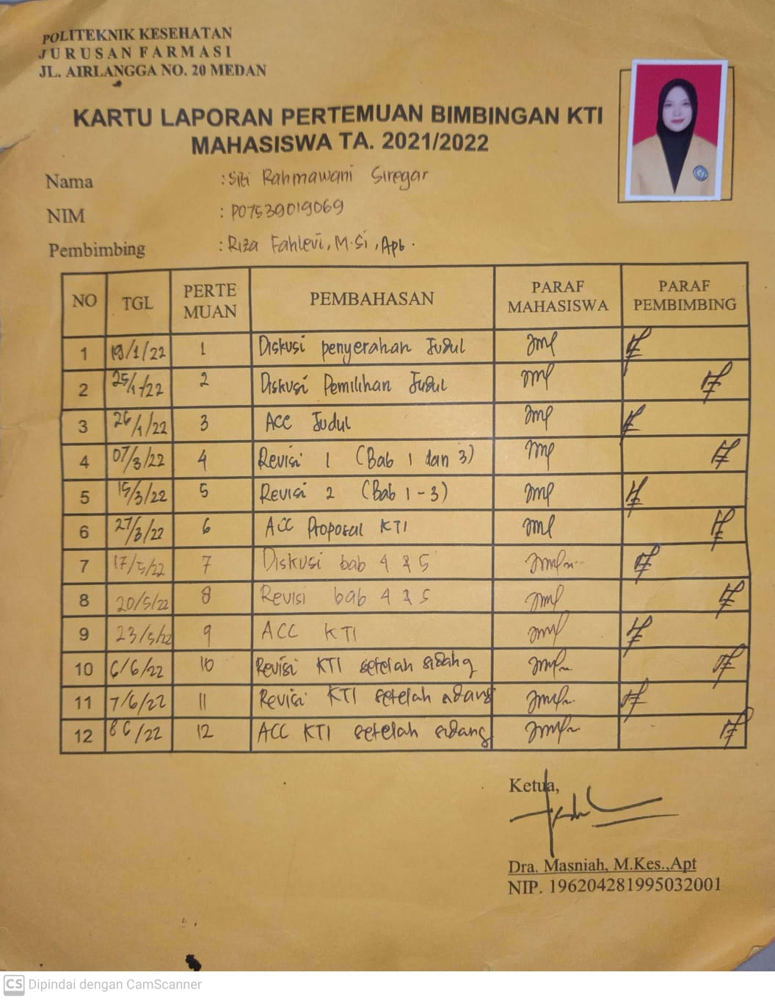 POLITEKNIK KESEHATAN
JURUSAN FARMASI
JL. AIRLANGGA NO. 20 MEDAN
KARTU LAPORAN PERTEMUAN BIMBINGAN KTI
MAHASISWA TA. 2021/2022
Nama : Siti Rahmawani Siregar
NIM : P07539019069
Pembimbing : Riza Fahlevi, M.Si, Apt.
NO TGL PERTE MUAN PEMBAHASAN PARAF MAHASISWA PARAF PEMBIMBING
1 19/1/22 1 Diskusi penyerahan Judul
2 25/1/22 2 Diskusi Pemilihan Judul
3 26/1/22 3 Acc Judul
4 07/3/22 4 Revisi 1 (Bab 1 dan 3)
5 15/3/22 5 Revisi 2 (Bab 1-3)
6 27/3/22 6 ACC Proposal KTI
7 17/5/22 7 Diskusi bab 4 & 5
8 20/5/22 8 Revisi bab 4 & 5
9 23/5/22 9 ACC KTI
10 6/6/22 10 Revisi KTI setelah sidang
11 7/6/22 11 Revisi KTI setelah sidang
12 8 6/22 12 ACC KTI setelah sidang
Ketua,
Dra. Masniah, M.Kes.,Apt
NIP. 196204281995032001
CS Dipindai dengan CamScanner